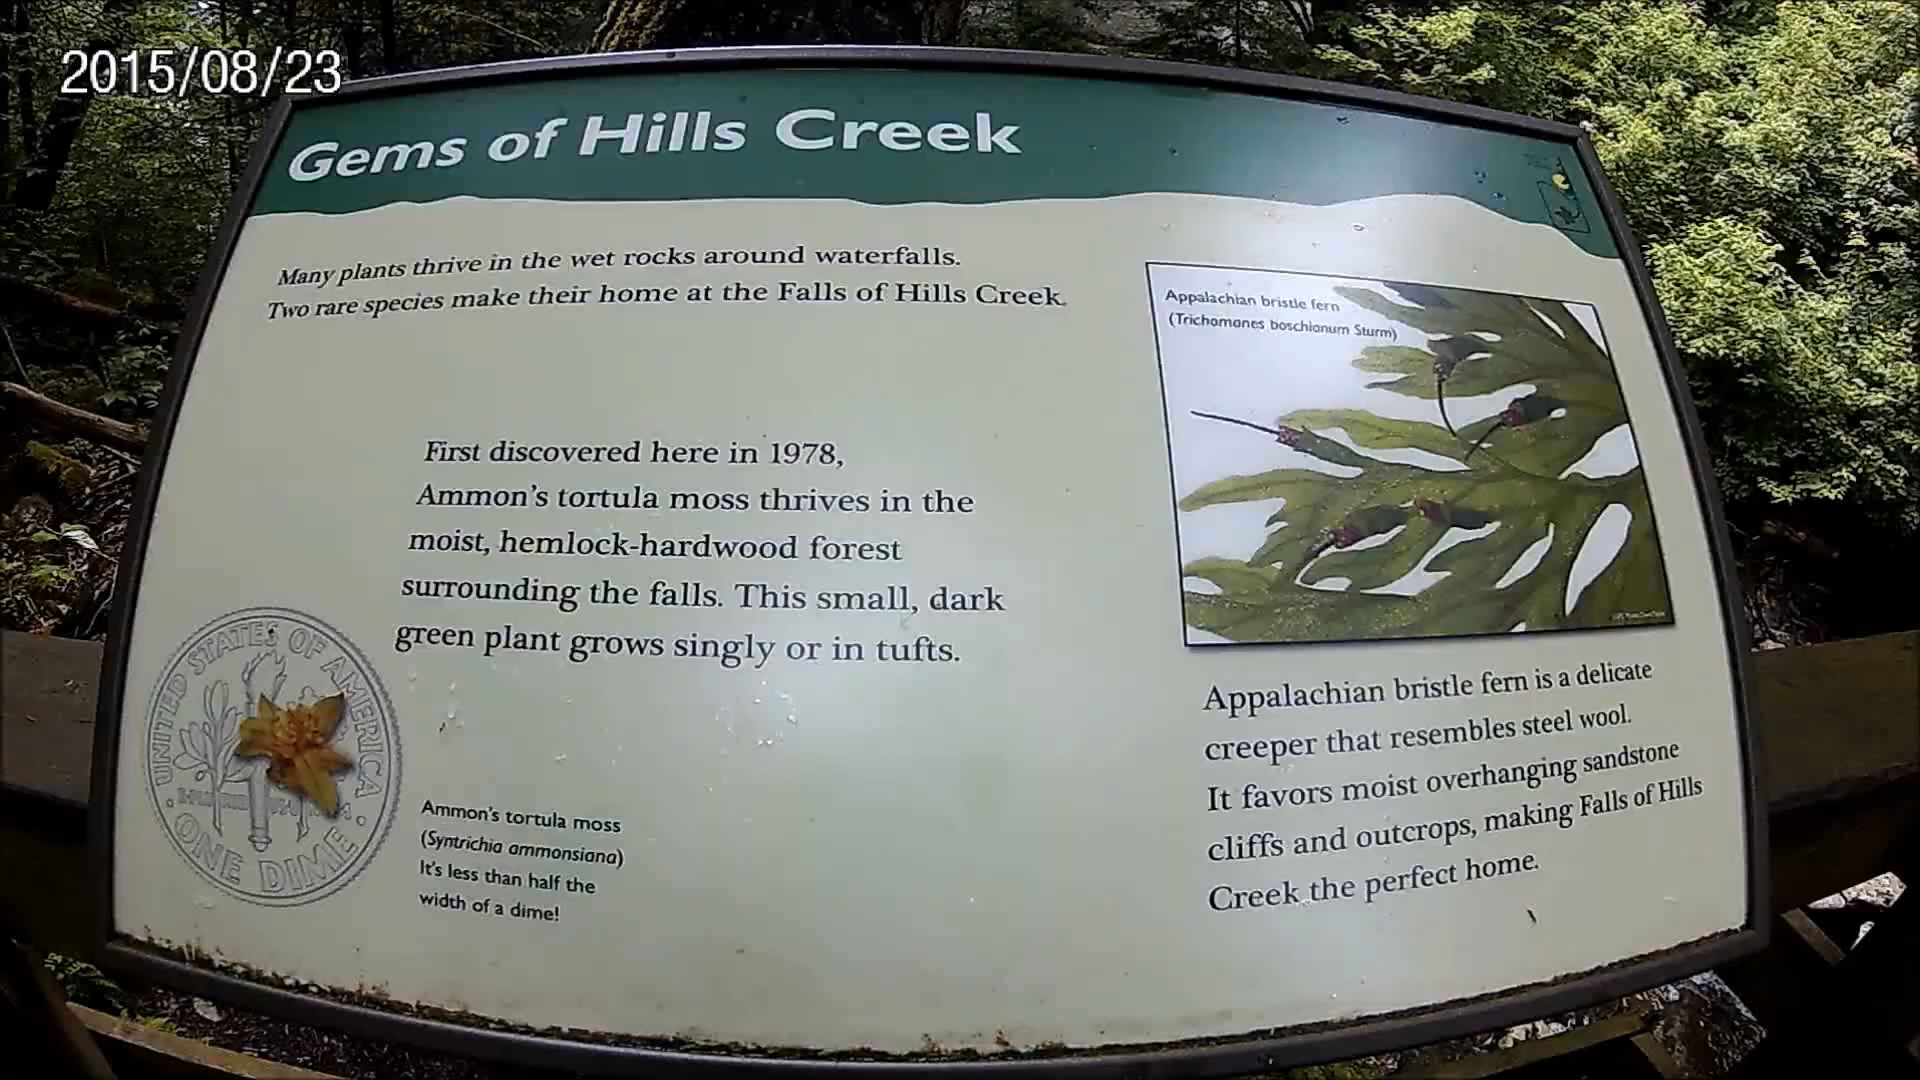 2015/08/23
Gems of Hills Creek
Many plants thrive in the wet rocks around waterfalls.
Two rare species make their home at the Falls of Hills Creek.
First discovered here in 1978,
Ammon's tortula moss thrives in the
moist, hemlock-hardwood forest
surrounding the falls. This small, dark
green plant grows singly or in tufts.
UNITED STATES OF AMERICA
ONE DIME
Ammon's tortula moss
(Syntrichia ammonsiana)
It's less than half the
width of a dime!
Appalachian bristle fern
(Trichomanes boschianum Sturm)
Appalachian bristle fern is a delicate
creeper that resembles steel wool.
It favors moist overhanging sandstone
cliffs and outcrops, making Falls of Hills
Creek the perfect home.